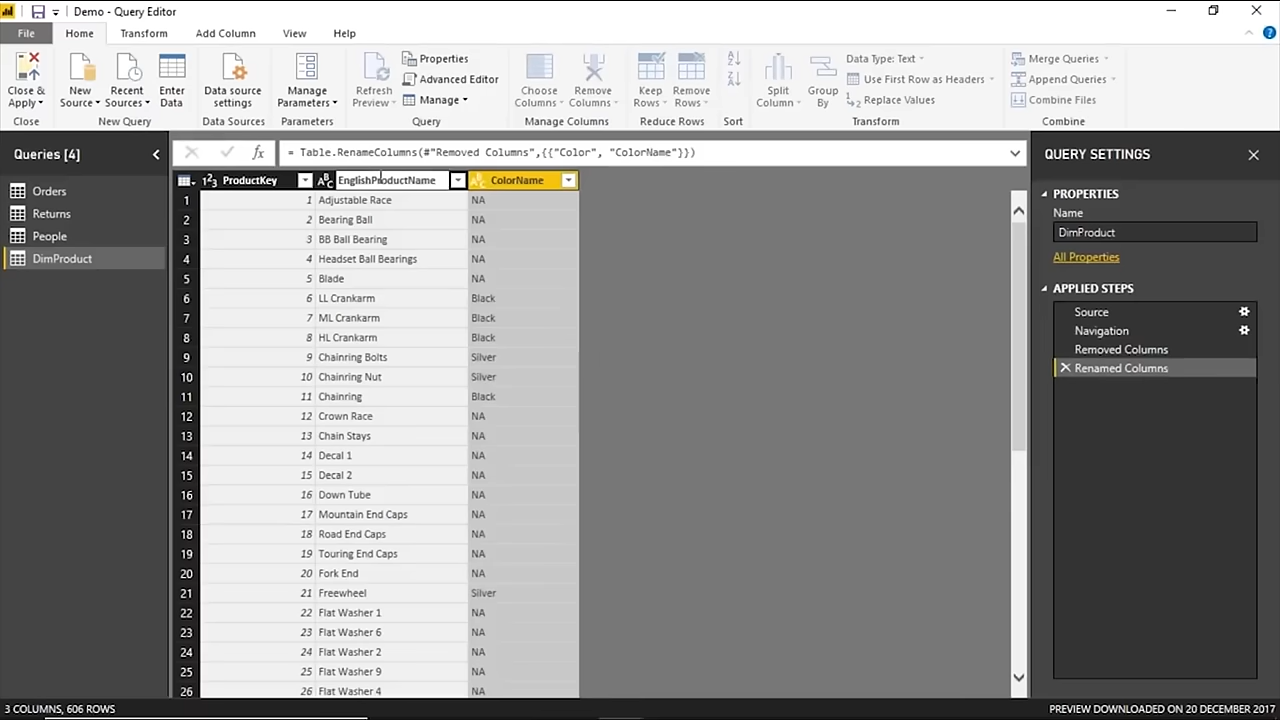 Demo - Query Editor
File Home Transform Add Column View Help
Close & Apply
New Source
Recent Sources
Enter Data
Data source settings
Manage Parameters
Refresh Preview
Properties
Advanced Editor
Manage
Choose Columns
Remove Columns
Keep Rows
Remove Rows
Split Column
Group By
Data Type: Text
Use First Row as Headers
Replace Values
Merge Queries
Append Queries
Combine Files
Close New Query Data Sources Parameters Query Manage Columns Reduce Rows Sort Transform Combine
Queries [4]
Orders
Returns
People
DimProduct
= Table.RenameColumns(#"Removed Columns",{{"Color", "ColorName"}})
ProductKey EnglishProductName ColorName
1 1 Adjustable Race NA
2 2 Bearing Ball NA
3 3 BB Ball Bearing NA
4 4 Headset Ball Bearings NA
5 5 Blade NA
6 6 LL Crankarm Black
7 7 ML Crankarm Black
8 8 HL Crankarm Black
9 9 Chainring Bolts Silver
10 10 Chainring Nut Silver
11 11 Chainring Black
12 12 Crown Race NA
13 13 Chain Stays NA
14 14 Decal 1 NA
15 15 Decal 2 NA
16 16 Down Tube NA
17 17 Mountain End Caps NA
18 18 Road End Caps NA
19 19 Touring End Caps NA
20 20 Fork End NA
21 21 Freewheel Silver
22 22 Flat Washer 1 NA
23 23 Flat Washer 6 NA
24 24 Flat Washer 2 NA
25 25 Flat Washer 9 NA
26 26 Flat Washer 4 NA
QUERY SETTINGS
PROPERTIES
Name
DimProduct
All Properties
APPLIED STEPS
Source
Navigation
Removed Columns
Renamed Columns
3 COLUMNS, 606 ROWS
PREVIEW DOWNLOADED ON 20 DECEMBER 2017